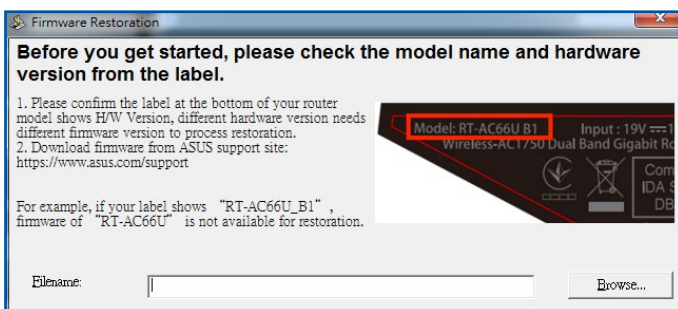 Firmware Restoration
Before you get started, please check the model name and hardware
version from the label.
1. Please confirm the label at the bottom of your router
model shows H/W Version, different hardware version needs
different firmware version to process restoration.
2. Download firmware from ASUS support site:
https://www.asus.com/support
For example, if your label shows “RT-AC66U_B1”,
firmware of “RT-AC66U” is not available for restoration.
Model: RT-AC66U B1 Input : 19V
Wireless-AC1750 Dual Band Gigabit
Com
IDA S
DB
Filename:
Browse...